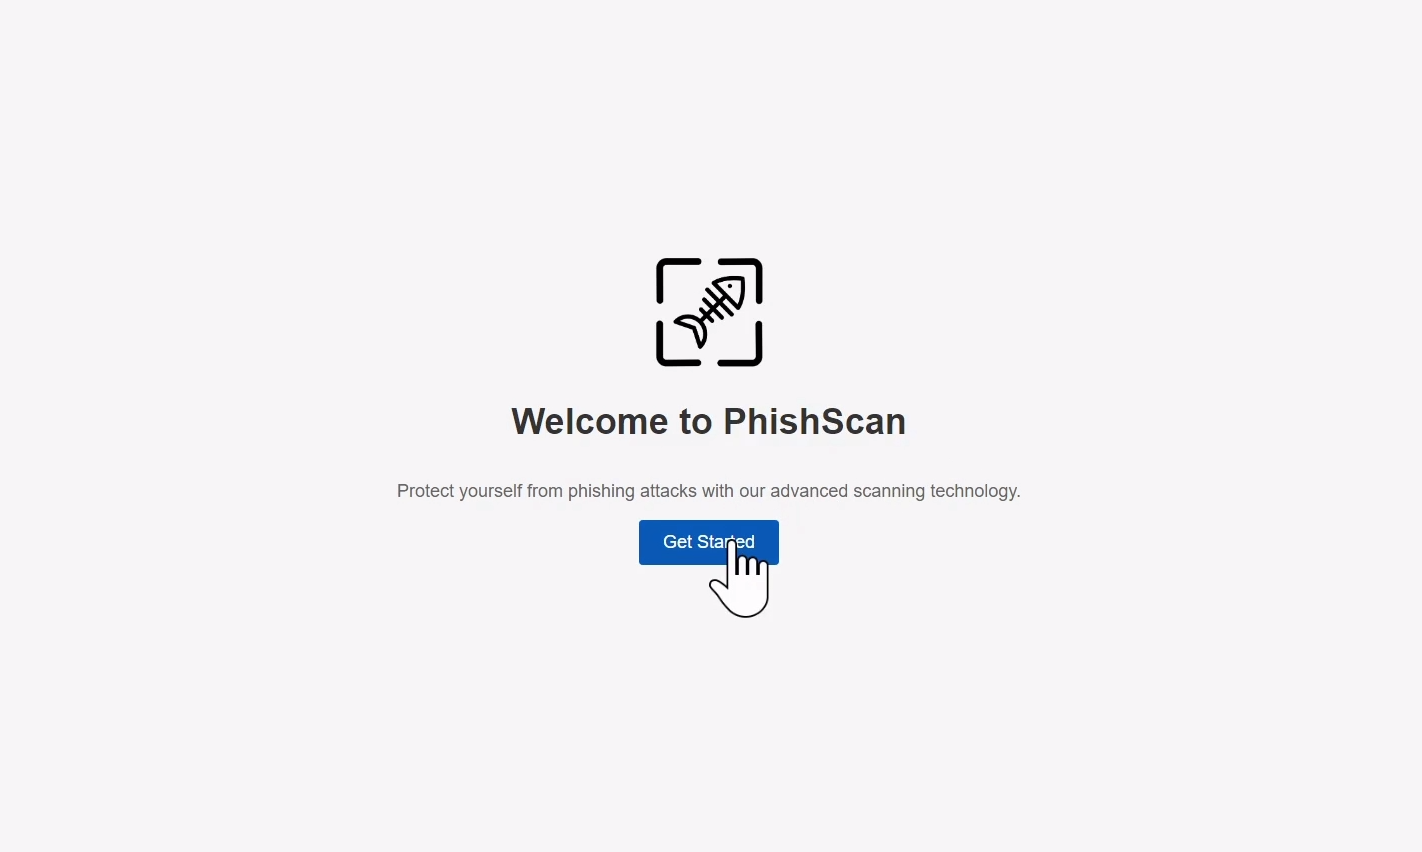 Welcome to PhishScan
Protect yourself from phishing attacks with our advanced scanning technology.
Get Started